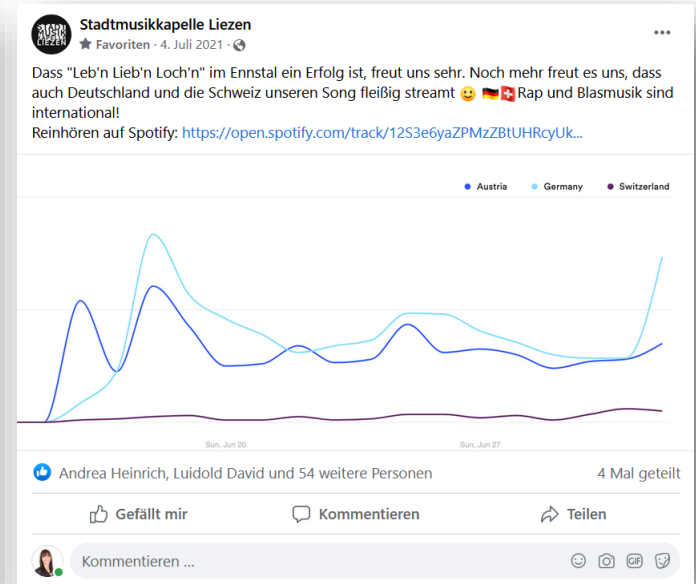 STADT
MUSIK
LIEZEN
Stadtmusikkapelle Liezen
Favoriten · 4. Juli 2021 ·
Dass "Leb'n Lieb'n Loch'n" im Ennstal ein Erfolg ist, freut uns sehr. Noch mehr freut es uns, dass
auch Deutschland und die Schweiz unseren Song fleißig streamt 🙂 🇩🇪🇨🇭Rap und Blasmusik sind
international!
Reinhören auf Spotify: https://open.spotify.com/track/12S3e6yaZPMzZBtUHRcyUk...
Austria Germany Switzerland
Sun, Jun 20 Sun, Jun 27
Andrea Heinrich, Luidold David und 54 weitere Personen 4 Mal geteilt
Gefällt mir Kommentieren Teilen
Kommentieren ... GIF